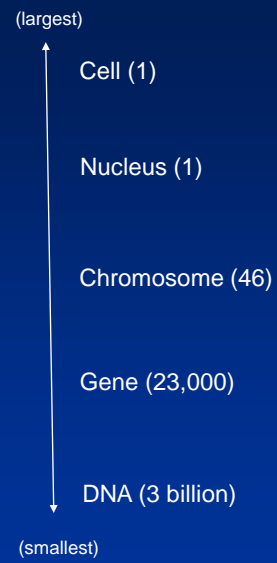 (largest)
Cell (1)
Nucleus (1)
Chromosome (46)
Gene (23,000)
DNA (3 billion)
(smallest)